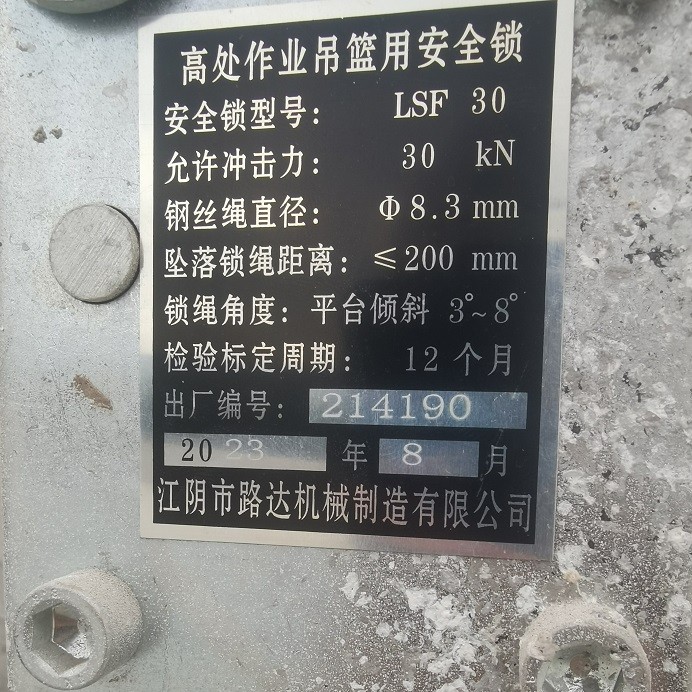 高处作业吊篮用安全锁
安全锁型号: LSF 30
允许冲击力: 30 kN
钢丝绳直径: Φ8.3 mm
坠落锁绳距离: ≤200 mm
锁绳角度: 平台倾斜 3°~8°
检验标定周期: 12 个月
出厂编号: 214190
2023 年 8 月
江阴市路达机械制造有限公司